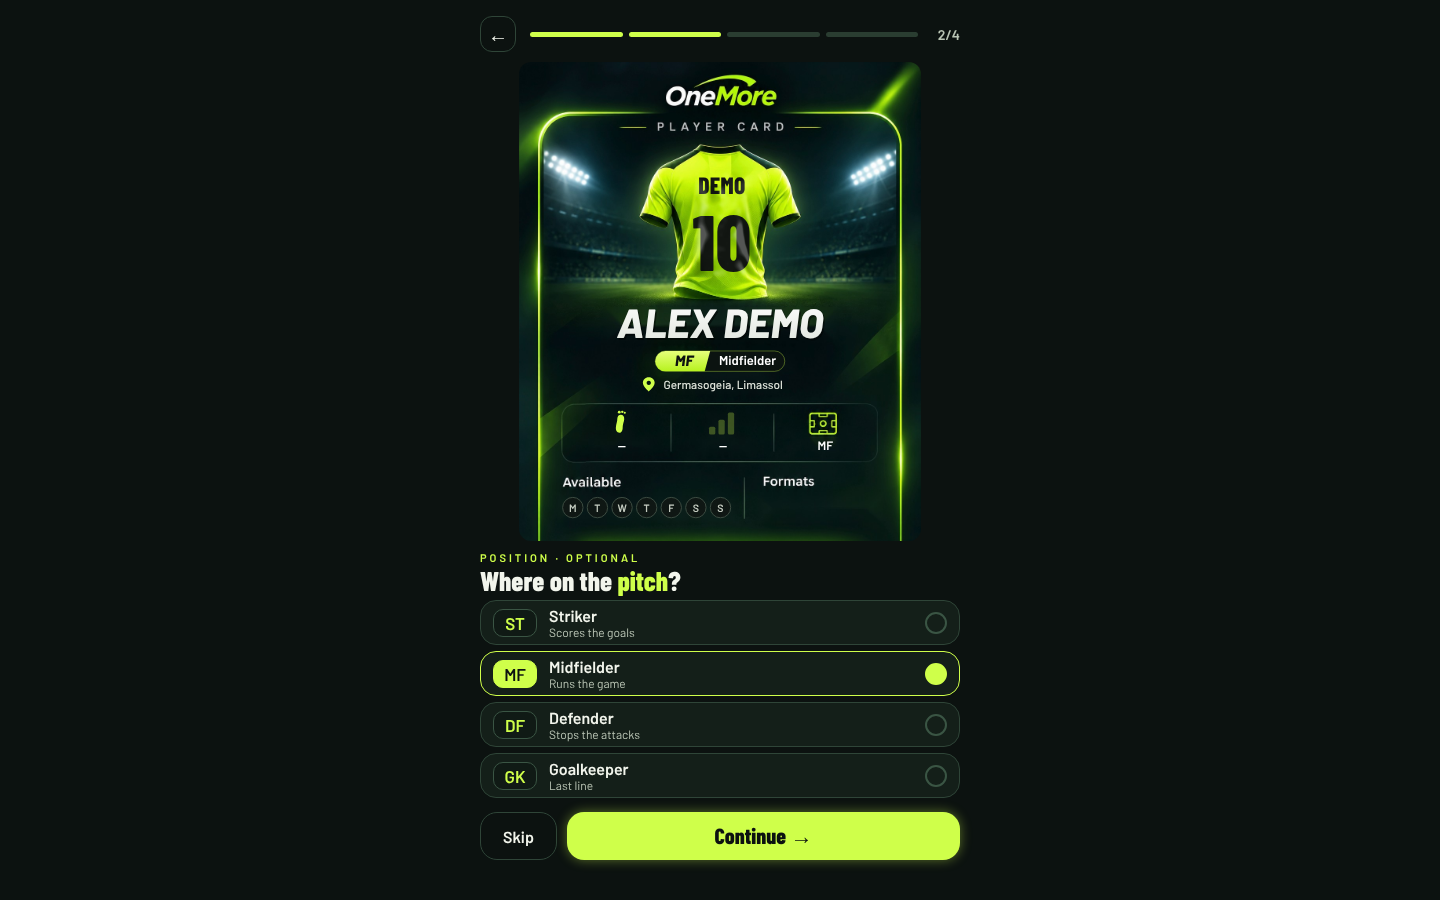 ←
2/4
OneMore
PLAYER CARD
DEMO
10
ALEX DEMO
MF Midfielder
Germasogeia, Limassol
– – MF
Available Formats
M T W T F S S
POSITION · OPTIONAL
Where on the pitch?
ST Striker
Scores the goals
MF Midfielder
Runs the game
DF Defender
Stops the attacks
GK Goalkeeper
Last line
Skip Continue →